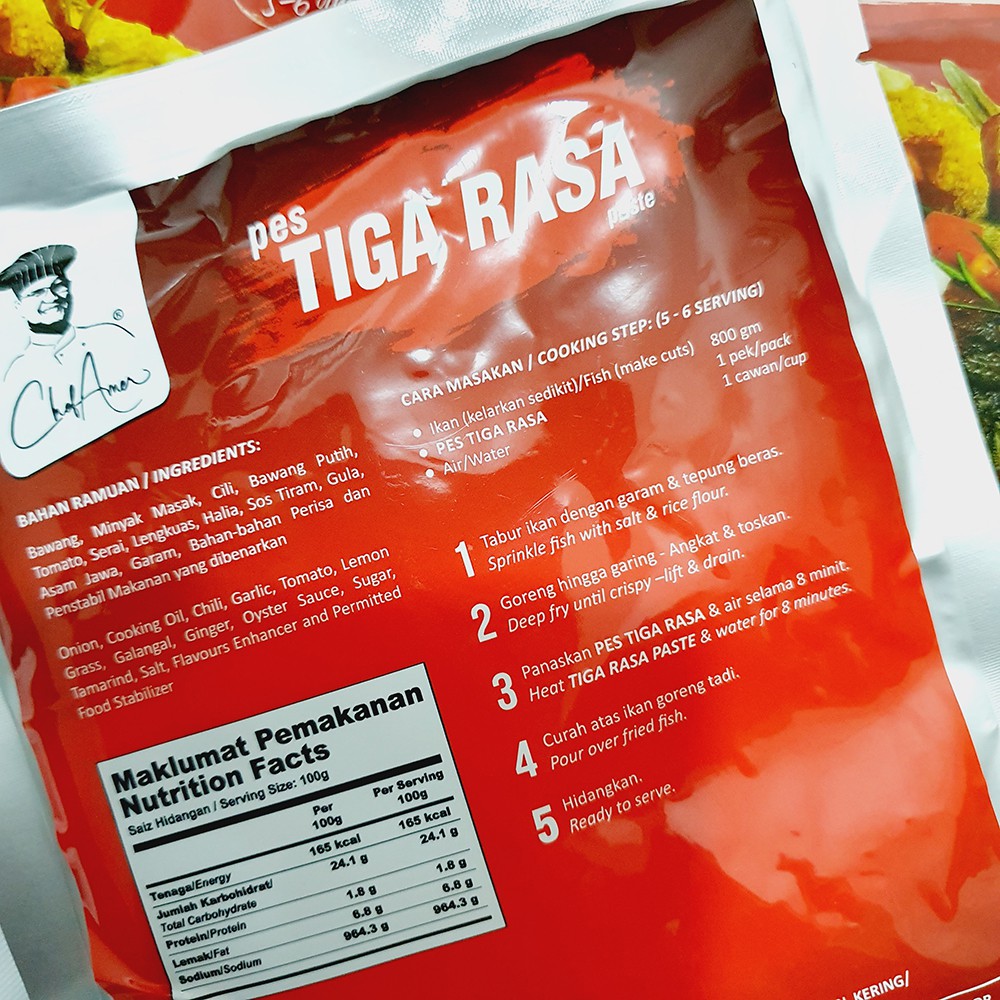 pes
TIGA RASA
paste
®
Chef Amer
CARA MASAKAN / COOKING STEP: (5 - 6 SERVING)
• Ikan (kelarkan sedikit)/Fish (make cuts) 800 gm
• PES TIGA RASA 1 pek/pack
• Air/Water 1 cawan/cup
BAHAN RAMUAN / INGREDIENTS:
Bawang, Minyak Masak, Cili, Bawang Putih,
Tomato, Serai, Lengkuas, Halia, Sos Tiram, Gula,
Asam Jawa, Garam, Bahan-bahan Perisa dan
Penstabil Makanan yang dibenarkan
Onion, Cooking Oil, Chili, Garlic, Tomato, Lemon
Grass, Galangal, Ginger, Oyster Sauce, Sugar,
Tamarind, Salt, Flavours Enhancer and Permitted
Food Stabilizer
1 Tabur ikan dengan garam & tepung beras.
Sprinkle fish with salt & rice flour.
2 Goreng hingga garing - Angkat & toskan.
Deep fry until crispy –lift & drain.
3 Panaskan PES TIGA RASA & air selama 8 minit.
Heat TIGA RASA PASTE & water for 8 minutes.
4 Curah atas ikan goreng tadi.
Pour over fried fish.
5 Hidangkan.
Ready to serve.
Maklumat Pemakanan
Nutrition Facts
Saiz Hidangan / Serving Size: 100g
Per Per Serving
100g 100g
Tenaga/Energy 165 kcal 165 kcal
Jumlah Karbohidrat/ 24.1 g 24.1 g
Total Carbohydrate
Protein/Protein 1.8 g 1.8 g
Lemak/Fat 6.8 g 6.8 g
Sodium/Sodium 964.3 g 964.3 g
KERING/